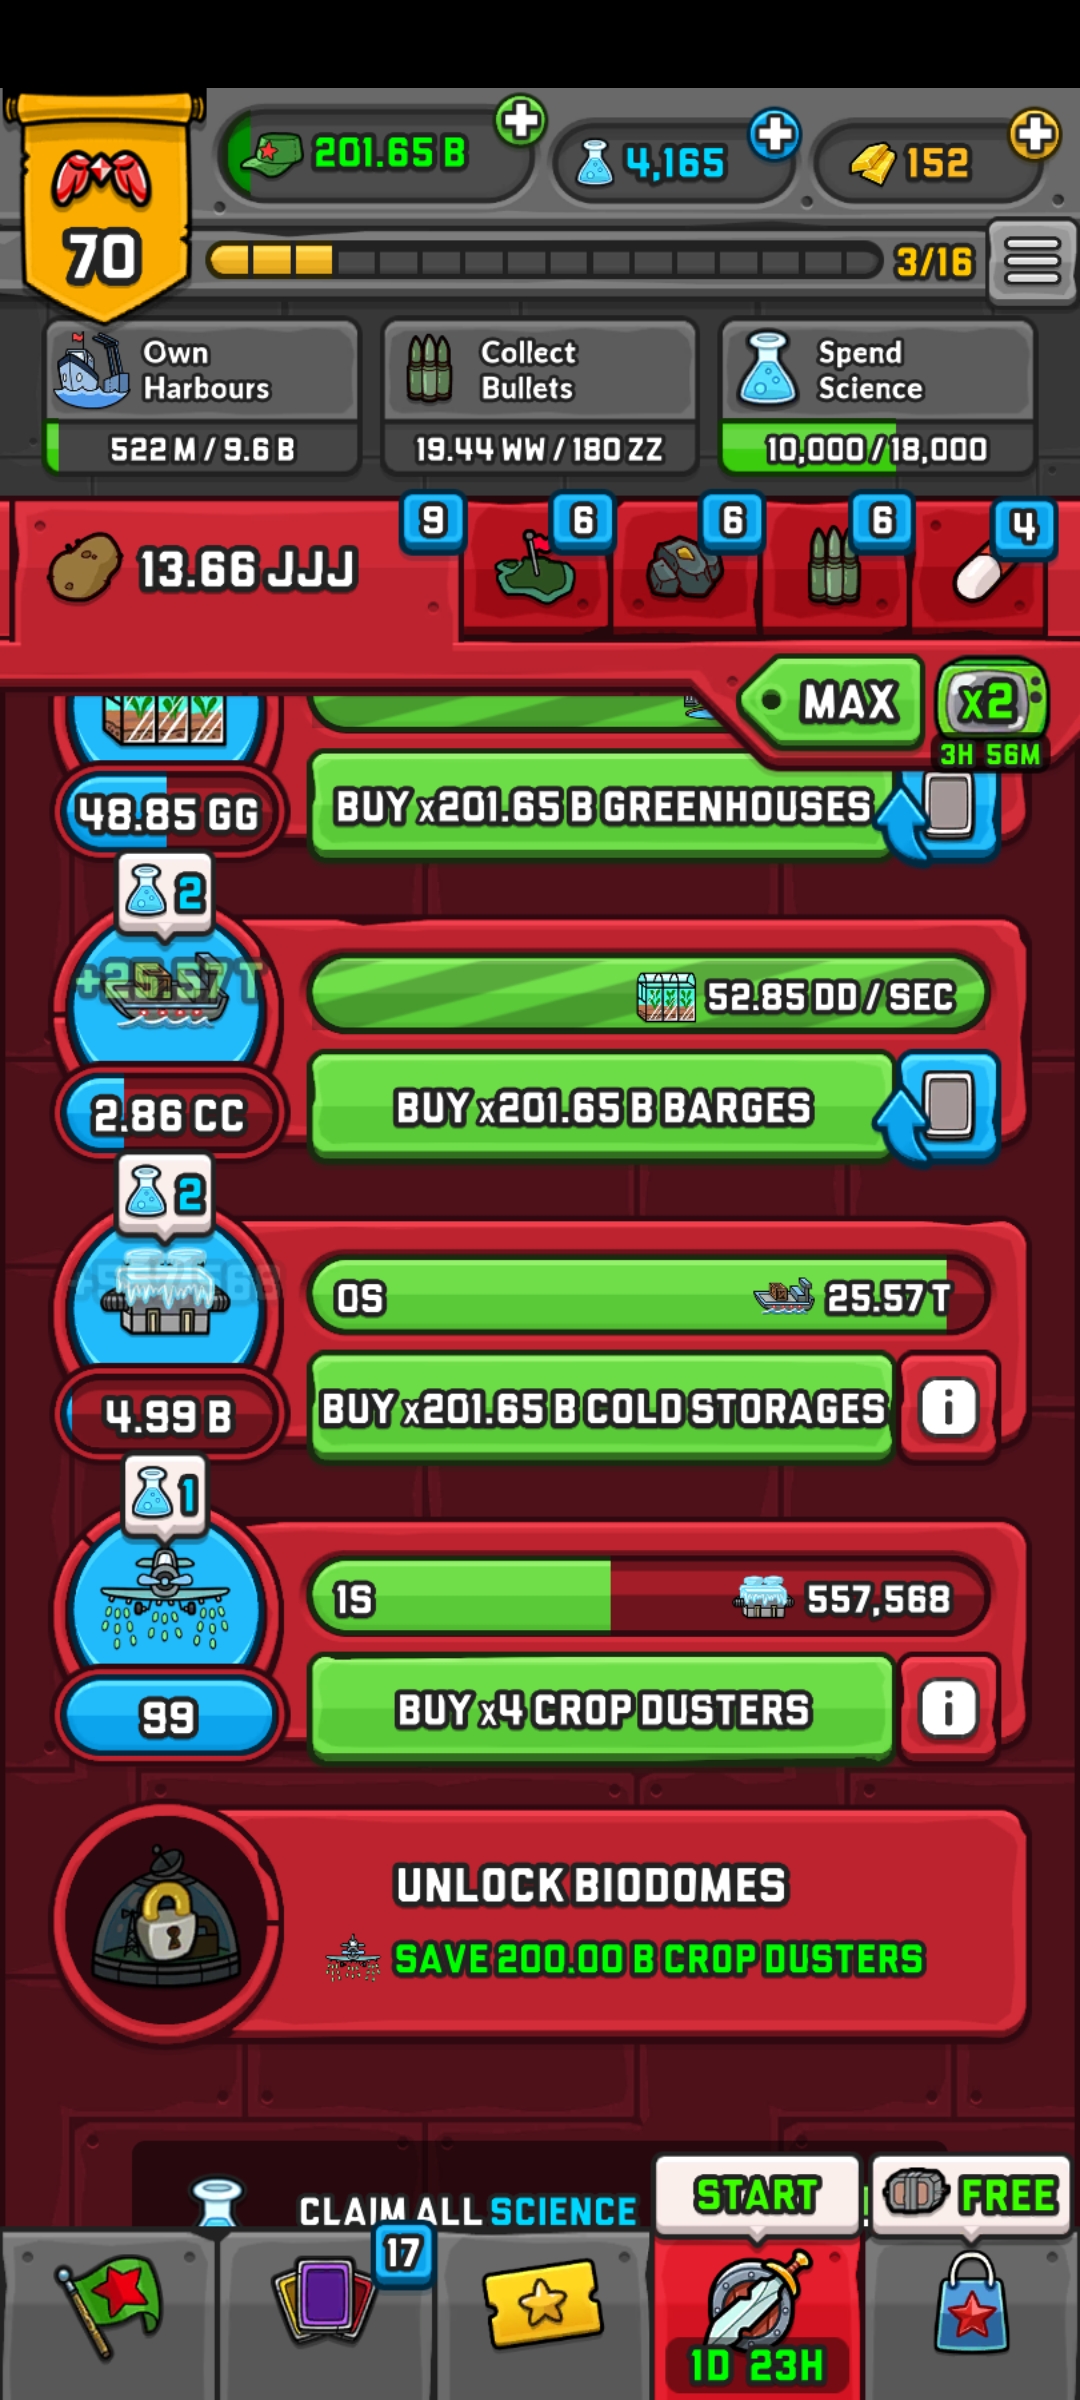 201.65 B
4,165
152
70
3/16
Own
Harbours
522 M / 9.6 B
Collect
Bullets
19.44 WW / 180 ZZ
Spend
Science
10,000 / 18,000
13.66 JJJ
9
6
6
6
4
MAX
x2
3H 56M
48.85 GG
BUY x201.65 B GREENHOUSES
2
+25.57 T
52.85 DD / SEC
2.86 CC
BUY x201.65 B BARGES
2
0S
25.57 T
4.99 B
BUY x201.65 B COLD STORAGES
i
1
1S
557,568
99
BUY x4 CROP DUSTERS
i
UNLOCK BIODOMES
SAVE 200.00 B CROP DUSTERS
CLAIM ALL SCIENCE
START
FREE
17
1D 23H